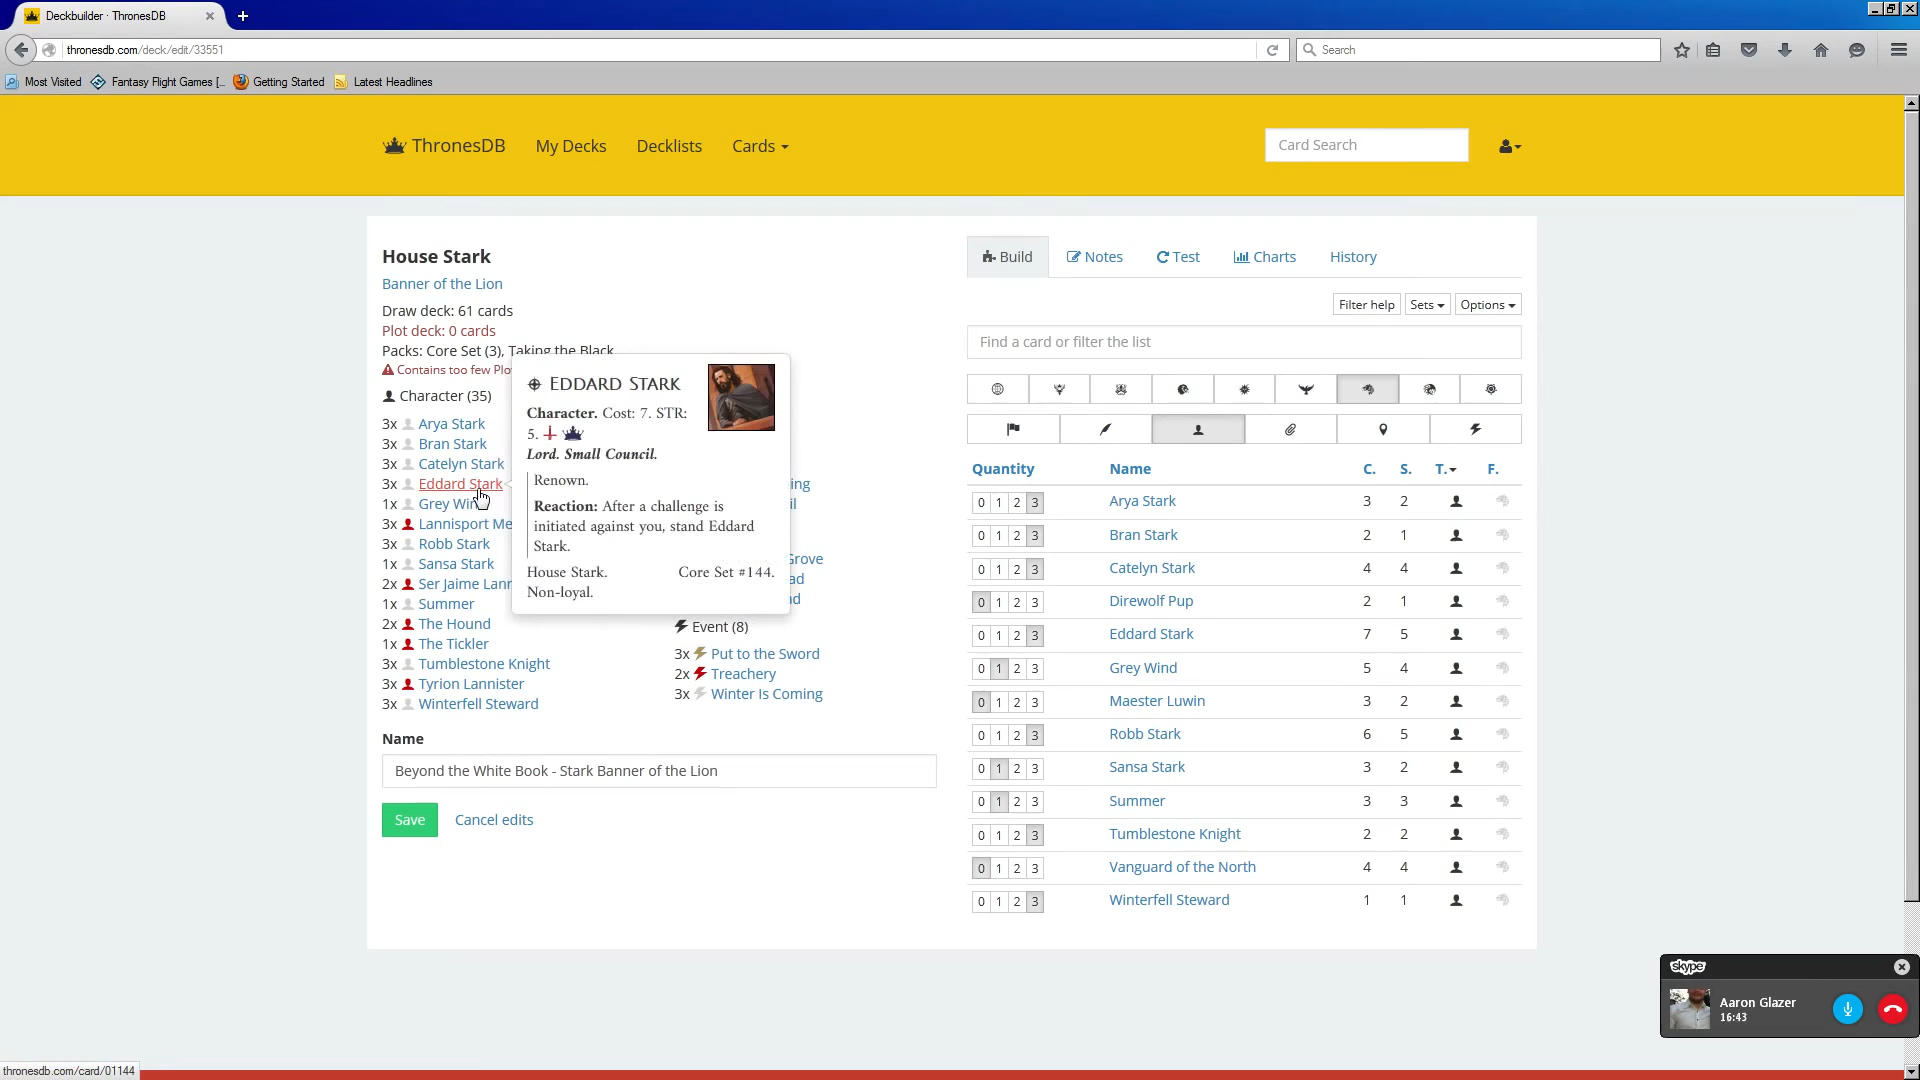 Deckbuilder · ThronesDB
thronesdb.com/deck/edit/33551
Search
Most Visited
Fantasy Flight Games [...
Getting Started
Latest Headlines
ThronesDB
My Decks
Decklists
Cards
Card Search
House Stark
Banner of the Lion
Draw deck: 61 cards
Plot deck: 0 cards
Packs: Core Set (3), Taking the Black
Contains too few
Character (35)
3x Arya Stark
3x Bran Stark
3x Catelyn Stark
3x Eddard Stark
1x Grey
3x Lannisport
3x Robb Stark
1x Sansa Stark
2x Ser Jaime
1x Summer
2x The Hound
1x The Tickler
3x Tumblestone Knight
3x Tyrion Lannister
3x Winterfell Steward
EDDARD STARK
Character. Cost: 7. STR:
5.
Lord. Small Council.
Renown.
Reaction: After a challenge is
initiated against you, stand Eddard
Stark.
House Stark.
Core Set #144.
Non-loyal.
Grove
Event (8)
3x Put to the Sword
2x Treachery
3x Winter Is Coming
Name
Beyond the White Book - Stark Banner of the Lion
Save
Cancel edits
Build
Notes
Test
Charts
History
Filter help
Sets
Options
Find a card or filter the list
Quantity Name C. S. T. F.
0 1 2 3 Arya Stark 3 2
0 1 2 3 Bran Stark 2 1
0 1 2 3 Catelyn Stark 4 4
0 1 2 3 Direwolf Pup 2 1
0 1 2 3 Eddard Stark 7 5
0 1 2 3 Grey Wind 5 4
0 1 2 3 Maester Luwin 3 2
0 1 2 3 Robb Stark 6 5
0 1 2 3 Sansa Stark 3 2
0 1 2 3 Summer 3 3
0 1 2 3 Tumblestone Knight 2 2
0 1 2 3 Vanguard of the North 4 4
0 1 2 3 Winterfell Steward 1 1
skype
Aaron Glazer
16:43
thronesdb.com/card/01144